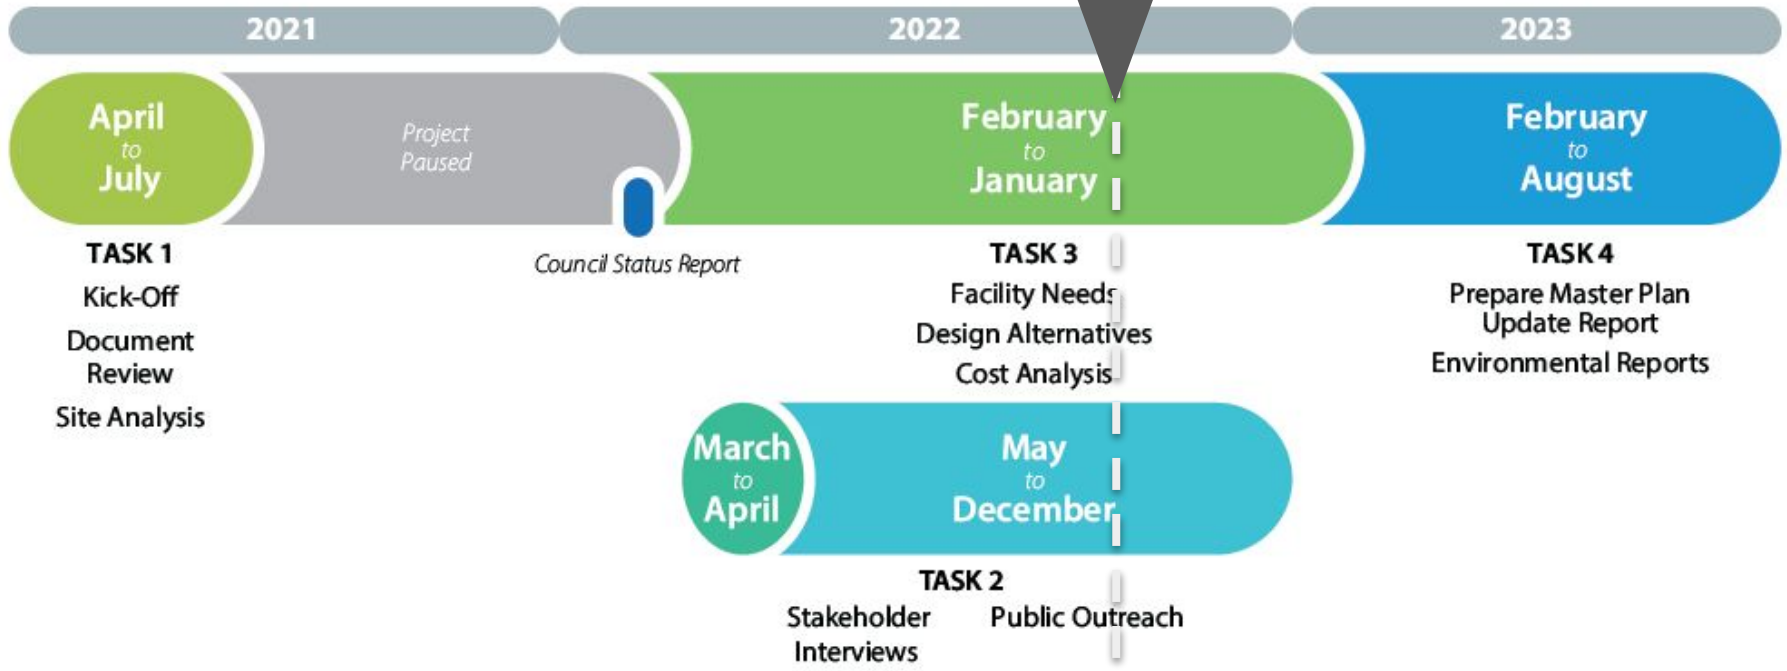 2021
2022
2023
April
to
July
Project
Paused
February
to
January
February
to
August
TASK 1
Kick-Off
Document
Review
Site Analysis
Council Status Report
TASK 3
Facility Needs
Design Alternatives
Cost Analysis
TASK 4
Prepare Master Plan
Update Report
Environmental Reports
March
to
April
May
to
December
TASK 2
Stakeholder
Interviews
Public Outreach